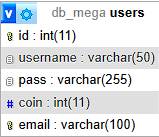 v db_mega users
id : int(11)
username : varchar(50)
pass : varchar(255)
# coin : int(11)
email : varchar(100)